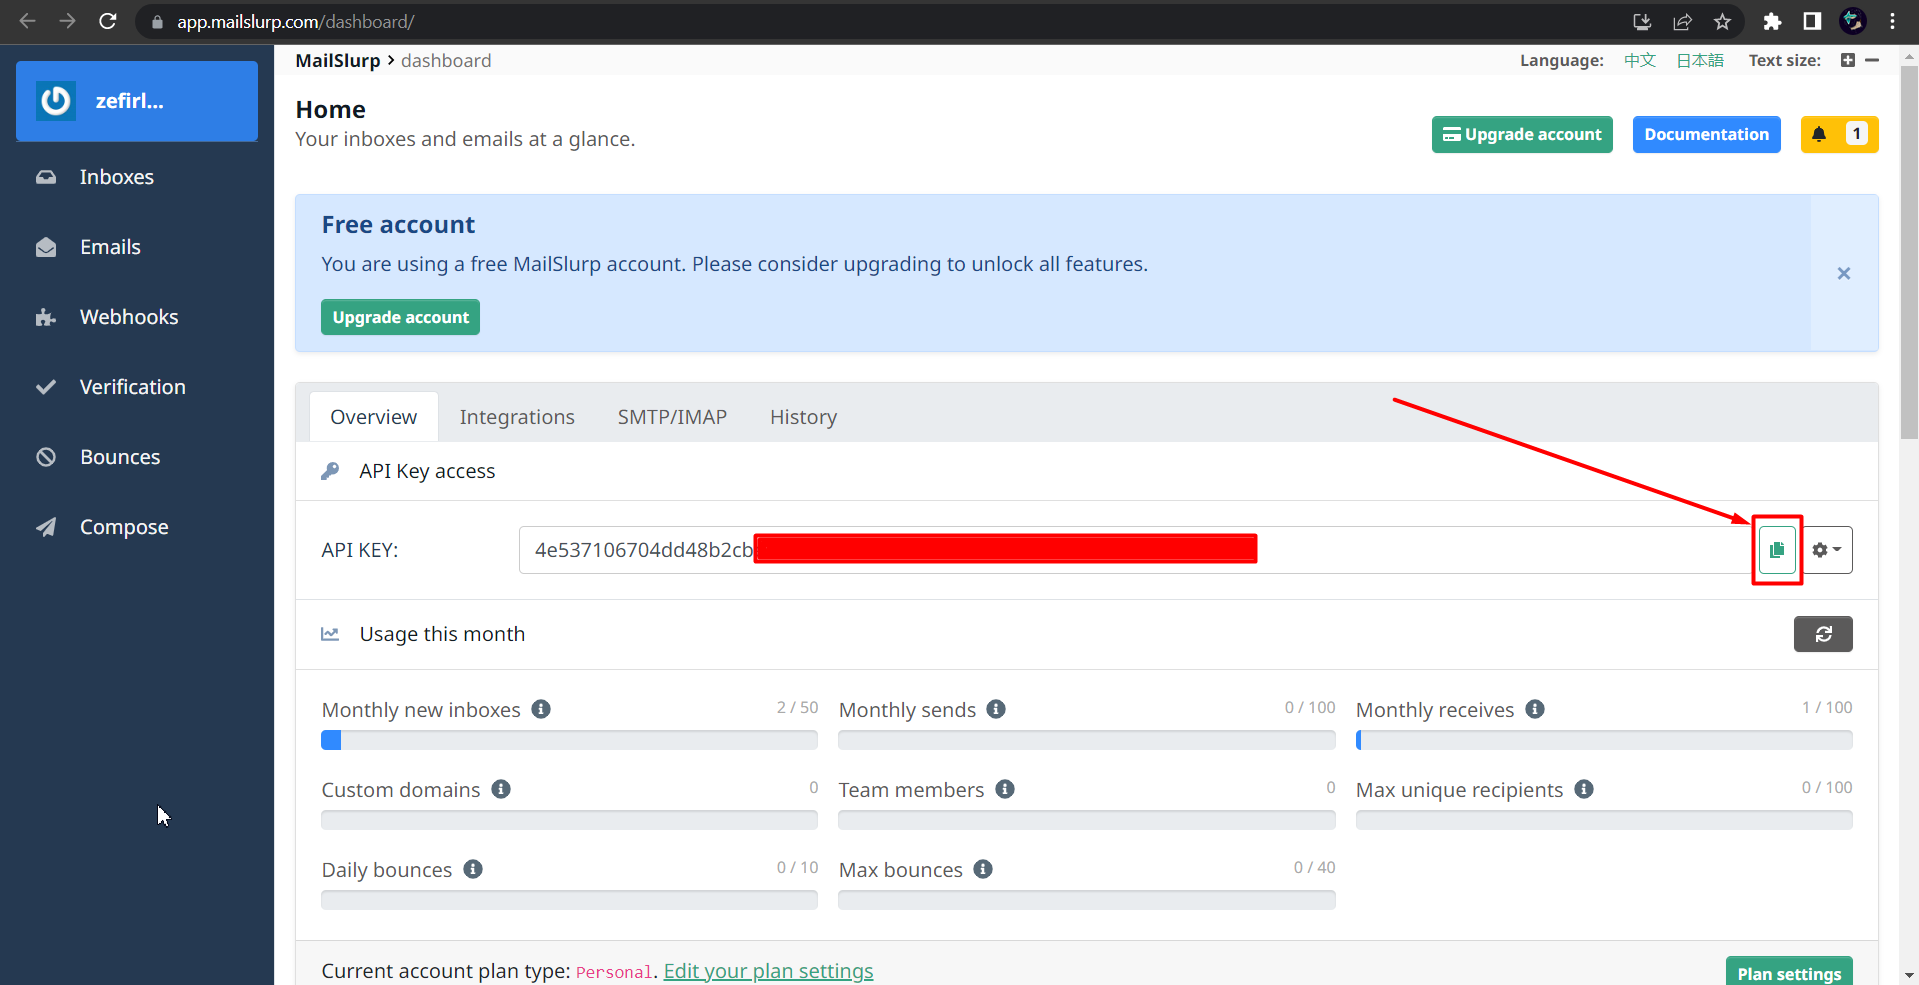 app.mailslurp.com/dashboard/
zefirl...
Inboxes
Emails
Webhooks
Verification
Bounces
Compose
MailSlurp > dashboard
Language: 中文 日本語 Text size:
Home
Your inboxes and emails at a glance.
Upgrade account Documentation 1
Free account
You are using a free MailSlurp account. Please consider upgrading to unlock all features.
Upgrade account
Overview Integrations SMTP/IMAP History
API Key access
API KEY: 4e537106704dd48b2cb
Usage this month
Monthly new inboxes 2 / 50 Monthly sends 0 / 100 Monthly receives 1 / 100
Custom domains 0 Team members 0 Max unique recipients 0 / 100
Daily bounces 0 / 10 Max bounces 0 / 40
Current account plan type: Personal. Edit your plan settings Plan settings